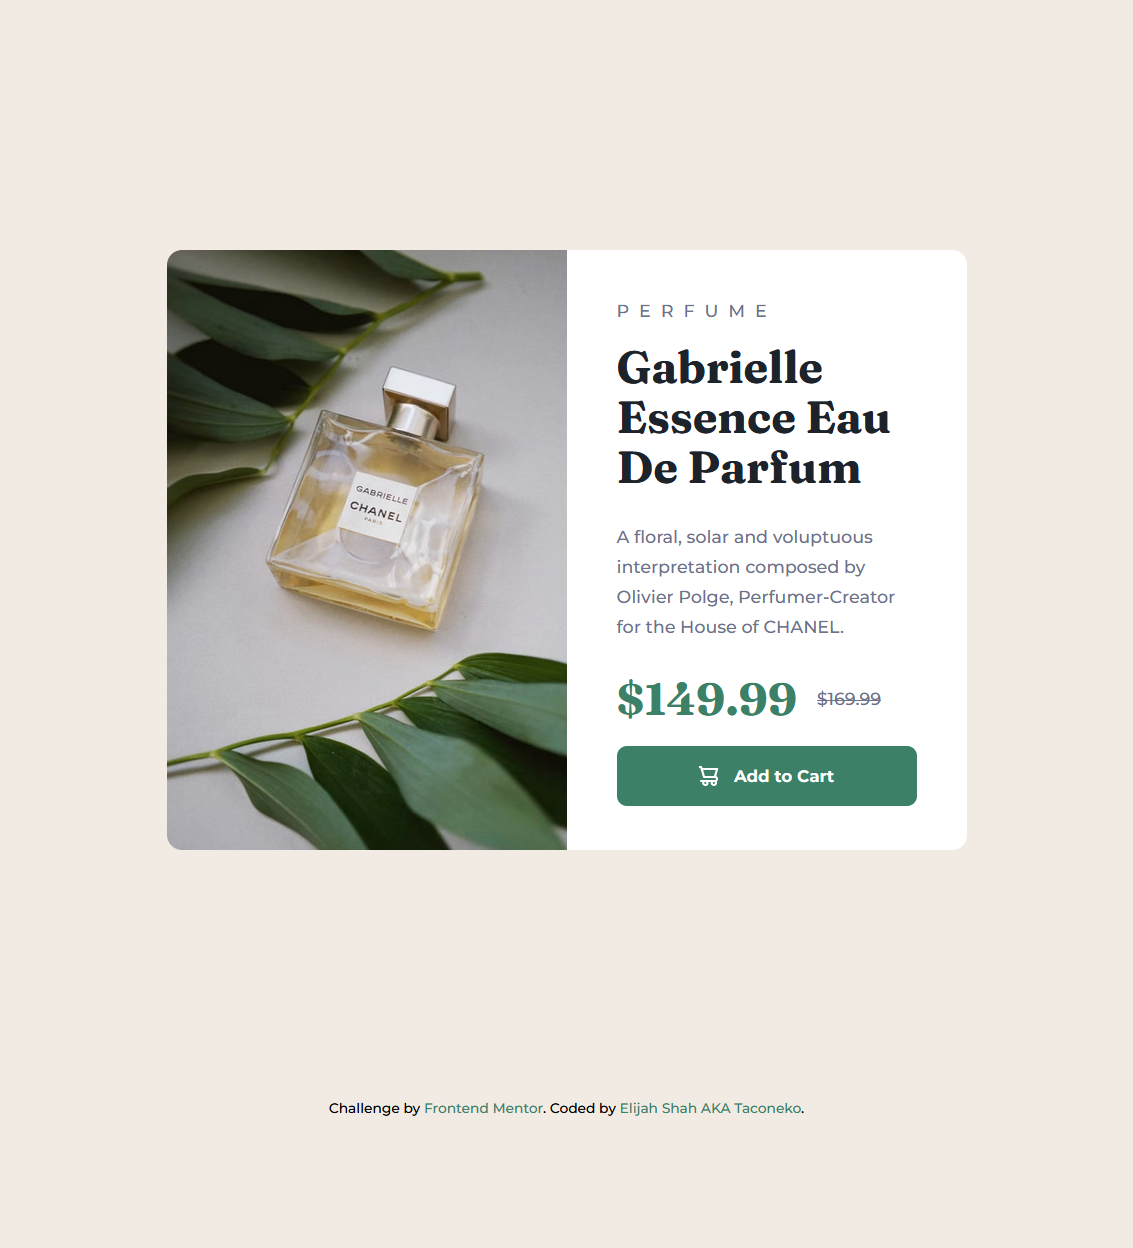 GABRIELLE
CHANEL
PARIS
PERFUME
Gabrielle
Essence Eau
De Parfum
A floral, solar and voluptuous
interpretation composed by
Olivier Polge, Perfumer-Creator
for the House of CHANEL.
$149.99 $169.99
Add to Cart
Challenge by Frontend Mentor. Coded by Elijah Shah AKA Taconeko.